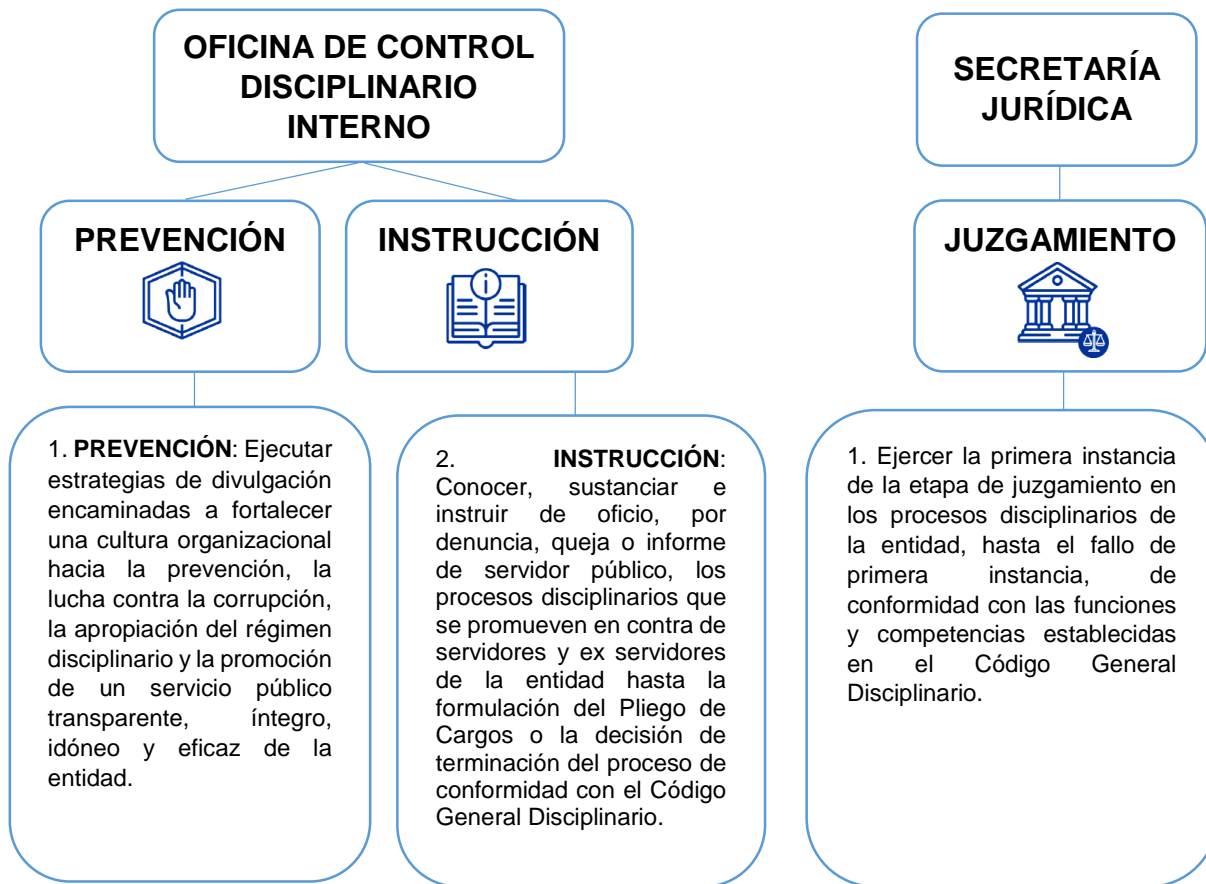 OFICINA DE CONTROL
DISCIPLINARIO
INTERNO
SECRETARÍA
JURÍDICA
PREVENCIÓN
INSTRUCCIÓN
JUZGAMIENTO
1. PREVENCIÓN: Ejecutar
estrategias de divulgación
encaminadas a fortalecer
una cultura organizacional
hacia la prevención, la
lucha contra la corrupción,
la apropiación del régimen
disciplinario y la promoción
de un servicio público
transparente, íntegro,
idóneo y eficaz de la
entidad.
2. INSTRUCCIÓN:
Conocer, sustanciar e
instruir de oficio, por
denuncia, queja o informe
de servidor público, los
procesos disciplinarios que
se promueven en contra de
servidores y ex servidores
de la entidad hasta la
formulación del Pliego de
Cargos o la decisión de
terminación del proceso de
conformidad con el Código
General Disciplinario.
1. Ejercer la primera instancia
de la etapa de juzgamiento en
los procesos disciplinarios de
la entidad, hasta el fallo de
primera instancia, de
conformidad con las funciones
y competencias establecidas
en el Código General
Disciplinario.